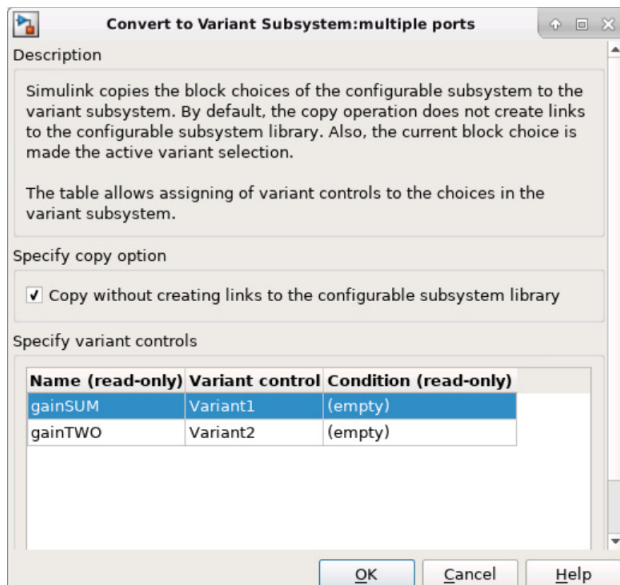 Convert to Variant Subsystem:multiple ports
Description
Simulink copies the block choices of the configurable subsystem to the
variant subsystem. By default, the copy operation does not create links
to the configurable subsystem library. Also, the current block choice is
made the active variant selection.
The table allows assigning of variant controls to the choices in the
variant subsystem.
Specify copy option
Copy without creating links to the configurable subsystem library
Specify variant controls
Name (read-only) Variant control Condition (read-only)
gainSUM Variant1 (empty)
gainTWO Variant2 (empty)
OK Cancel Help